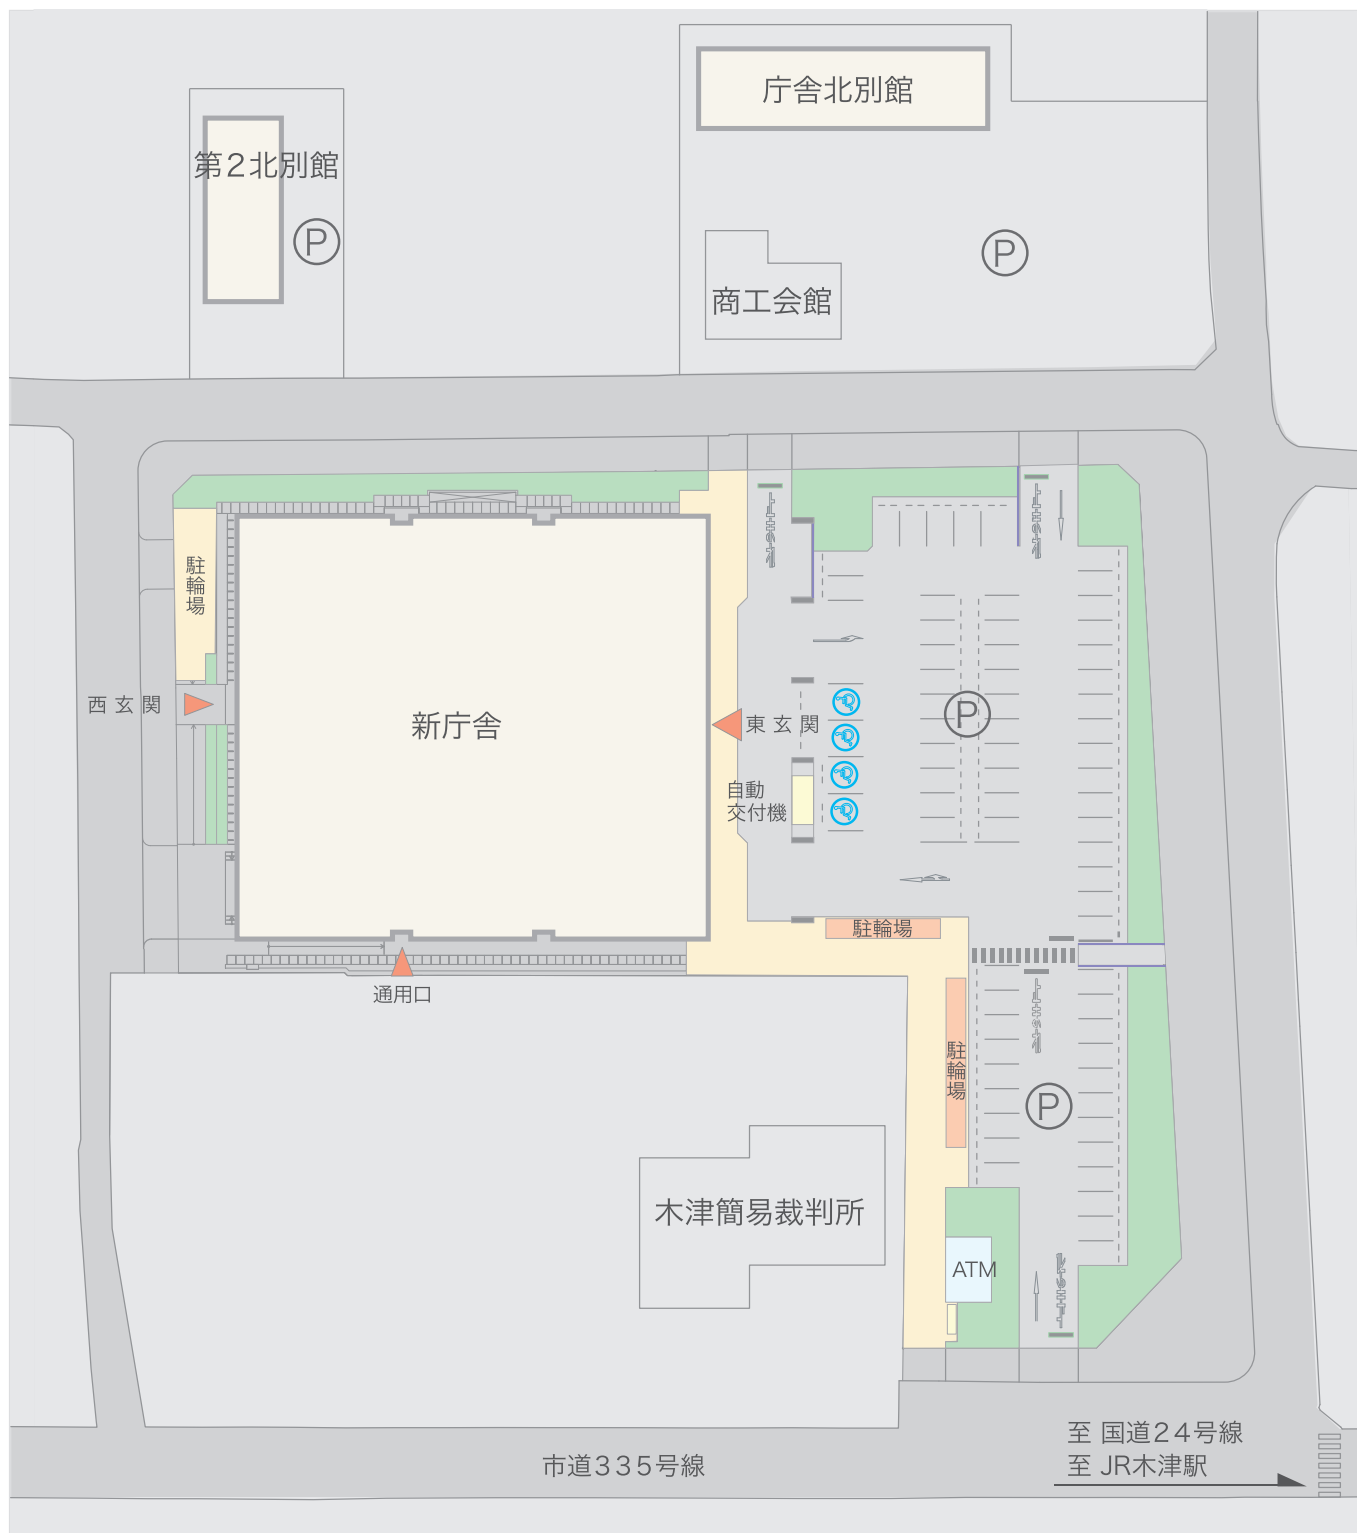 庁舎北別館
第2北別館
P
P
商工会館
駐輪場
西玄関
新庁舎
東玄関
P
自動
交付機
駐輪場
通用口
駐輪場
P
木津簡易裁判所
ATM
至 国道24号線
市道335号線
至 JR木津駅